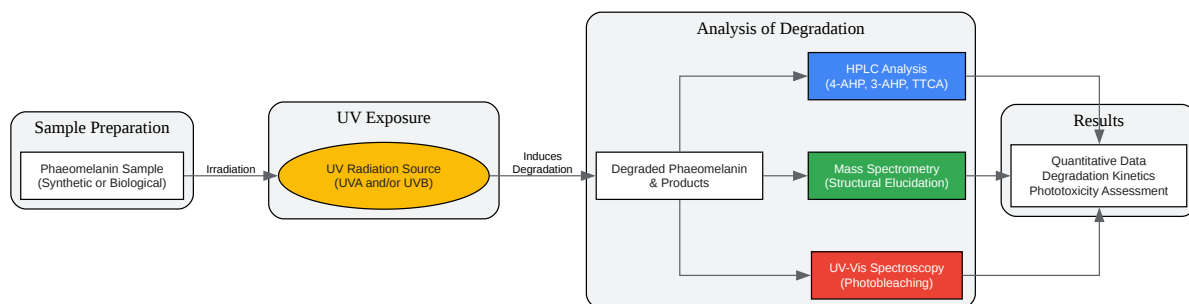 Sample Preparation
Phaeomelanin Sample
(Synthetic or Biological)
Irradiation
UV Exposure
UV Radiation Source
(UVA and/or UVB)
Induces
Degradation
Analysis of Degradation
Degraded Phaeomelanin
& Products
HPLC Analysis
(4-AHP, 3-AHP, TTCA)
Mass Spectrometry
(Structural Elucidation)
UV-Vis Spectroscopy
(Photobleaching)
Results
Quantitative Data
Degradation Kinetics
Phototoxicity Assessment